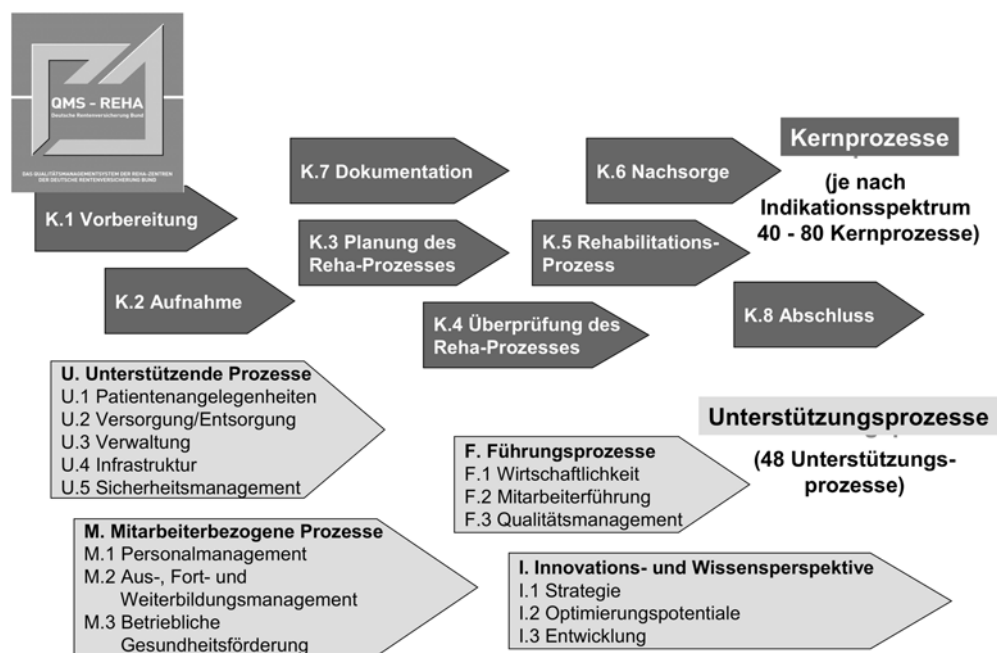 QMS - REHA
Deutsche Rentenversicherung Bund
DAS QUALITÄTSMANAGEMENTSYSTEM DER REHA-ZENTREN
DER DEUTSCHE RENTENVERSICHERUNG BUND
Kernprozesse
(je nach
Indikationsspektrum
40 - 80 Kernprozesse)
K.7 Dokumentation
K.6 Nachsorge
K.1 Vorbereitung
K.3 Planung des
Reha-Prozesses
K.5 Rehabilitations-
Prozess
K.2 Aufnahme
K.4 Überprüfung des
Reha-Prozesses
K.8 Abschluss
U. Unterstützende Prozesse
U.1 Patientenangelegenheiten
U.2 Versorgung/Entsorgung
U.3 Verwaltung
U.4 Infrastruktur
U.5 Sicherheitsmanagement
Unterstützungsprozesse
(48 Unterstützungs-
prozesse)
F. Führungsprozesse
F.1 Wirtschaftlichkeit
F.2 Mitarbeiterführung
F.3 Qualitätsmanagement
M. Mitarbeiterbezogene Prozesse
M.1 Personalmanagement
M.2 Aus-, Fort- und
Weiterbildungsmanagement
M.3 Betriebliche
Gesundheitsförderung
I. Innovations- und Wissensperspektive
I.1 Strategie
I.2 Optimierungspotentiale
I.3 Entwicklung